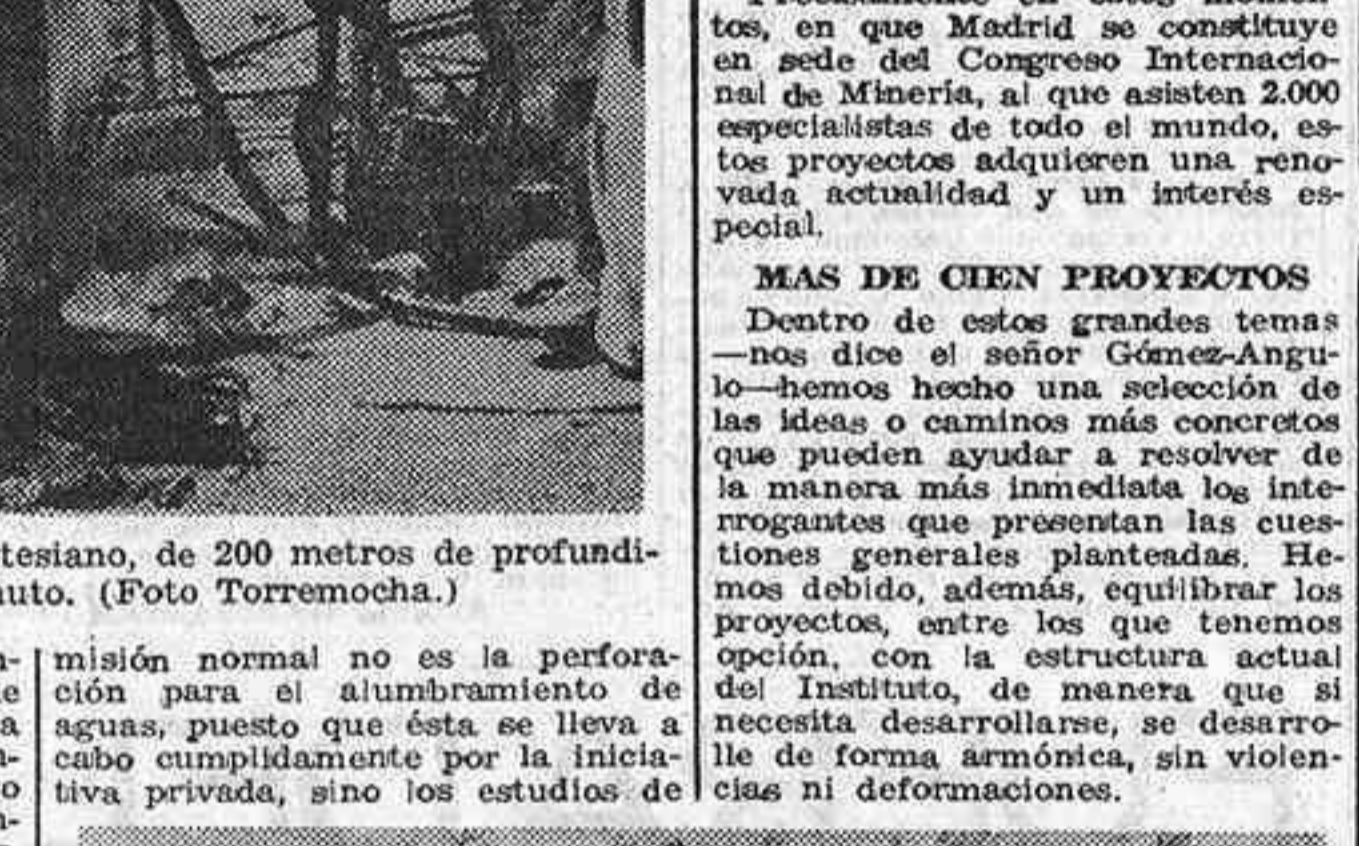 tesiano, de 200 metros de profundi-
uto. (Foto Torremocha.)
misión normal no es la perfora-
ción para el alumbramiento de
aguas, puesto que ésta se lleva a
cabo cumplidamente por la inicia-
tiva privada, sino los estudios de
Precisamente en estos momen-
tos, en que Madrid se constituye
en sede del Congreso Internacio-
nal de Minería, al que asisten 2.000
especialistas de todo el mundo, es-
tos proyectos adquieren una reno-
vada actualidad y un interés es-
pecial.
MAS DE CIEN PROYECTOS
Dentro de estos grandes temas
—nos dice el señor Gómez-Angu-
lo—hemos hecho una selección de
las ideas o caminos más concretos
que pueden ayudar a resolver de
la manera más inmediata los inte-
rrogantes que presentan las cues-
tiones generales planteadas. He-
mos debido, además, equilibrar los
proyectos, entre los que tenemos
opción, con la estructura actual
del Instituto, de manera que si
necesita desarrollarse, se desarro-
lle de forma armónica, sin violen-
cias ni deformaciones.